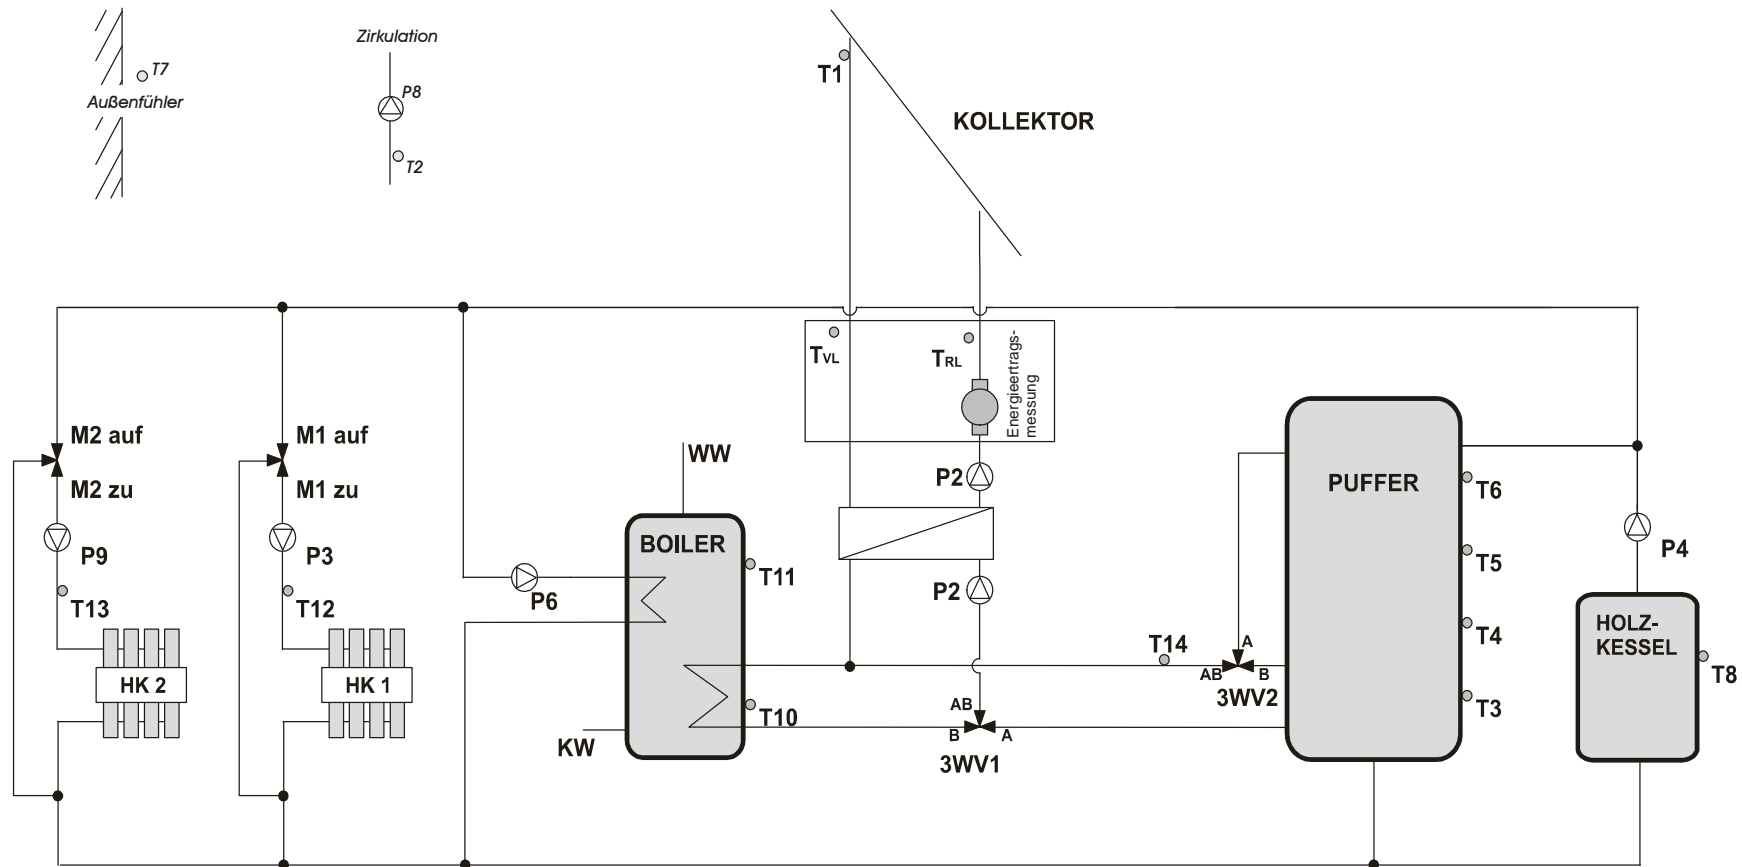 Zirkulation
T7
Außenfühler
P8
T2
T1
KOLLEKTOR
TVL
TRL
Energieertrags-
messung
M2 auf
M2 zu
M1 auf
M1 zu
WW
P2
PUFFER
T6
P9
P3
BOILER
T11
P6
P2
T5
P4
T13
T12
HOLZ-
KESSEL
T4
T14
A
AB
B
3WV2
T8
HK 2
HK 1
T10
T3
AB
B
A
KW
3WV1